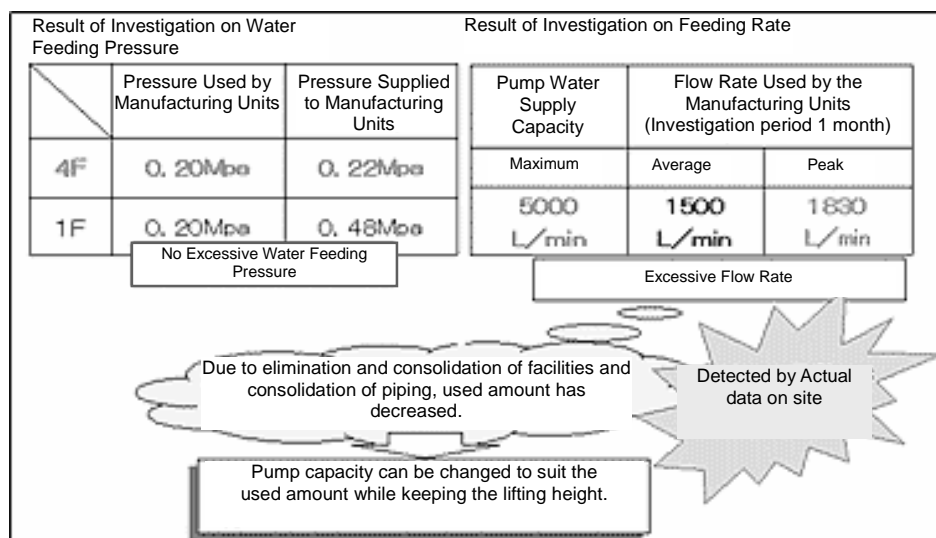 Result of Investigation on Water
Feeding Pressure
Pressure Used by
Manufacturing Units
Pressure Supplied
to Manufacturing
Units
4F
0. 20Mpa
0. 22Mpa
1F
0. 20Mpa
0. 48Mpa
No Excessive Water Feeding
Pressure
Result of Investigation on Feeding Rate
Pump Water
Supply
Capacity
Flow Rate Used by the
Manufacturing Units
(Investigation period 1 month)
Maximum
Average
Peak
5000
L/min
1500
L/min
1830
L/min
Excessive Flow Rate
Due to elimination and consolidation of facilities and
consolidation of piping, used amount has
decreased.
Detected by Actual
data on site
Pump capacity can be changed to suit the
used amount while keeping the lifting height.